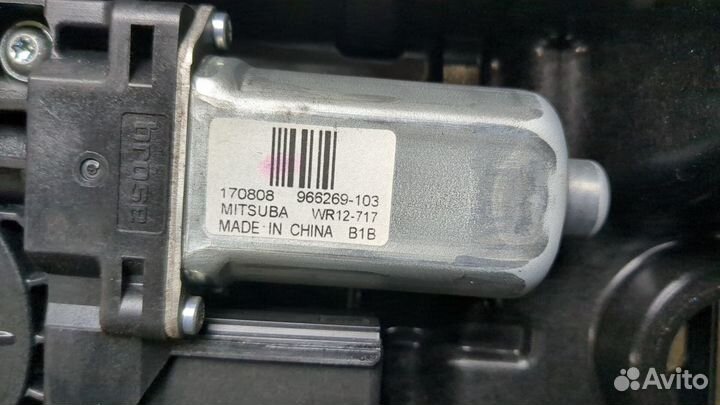 brose
170808 966269-103
MITSUBA WR12-717
MADE IN CHINA B1B
Avito